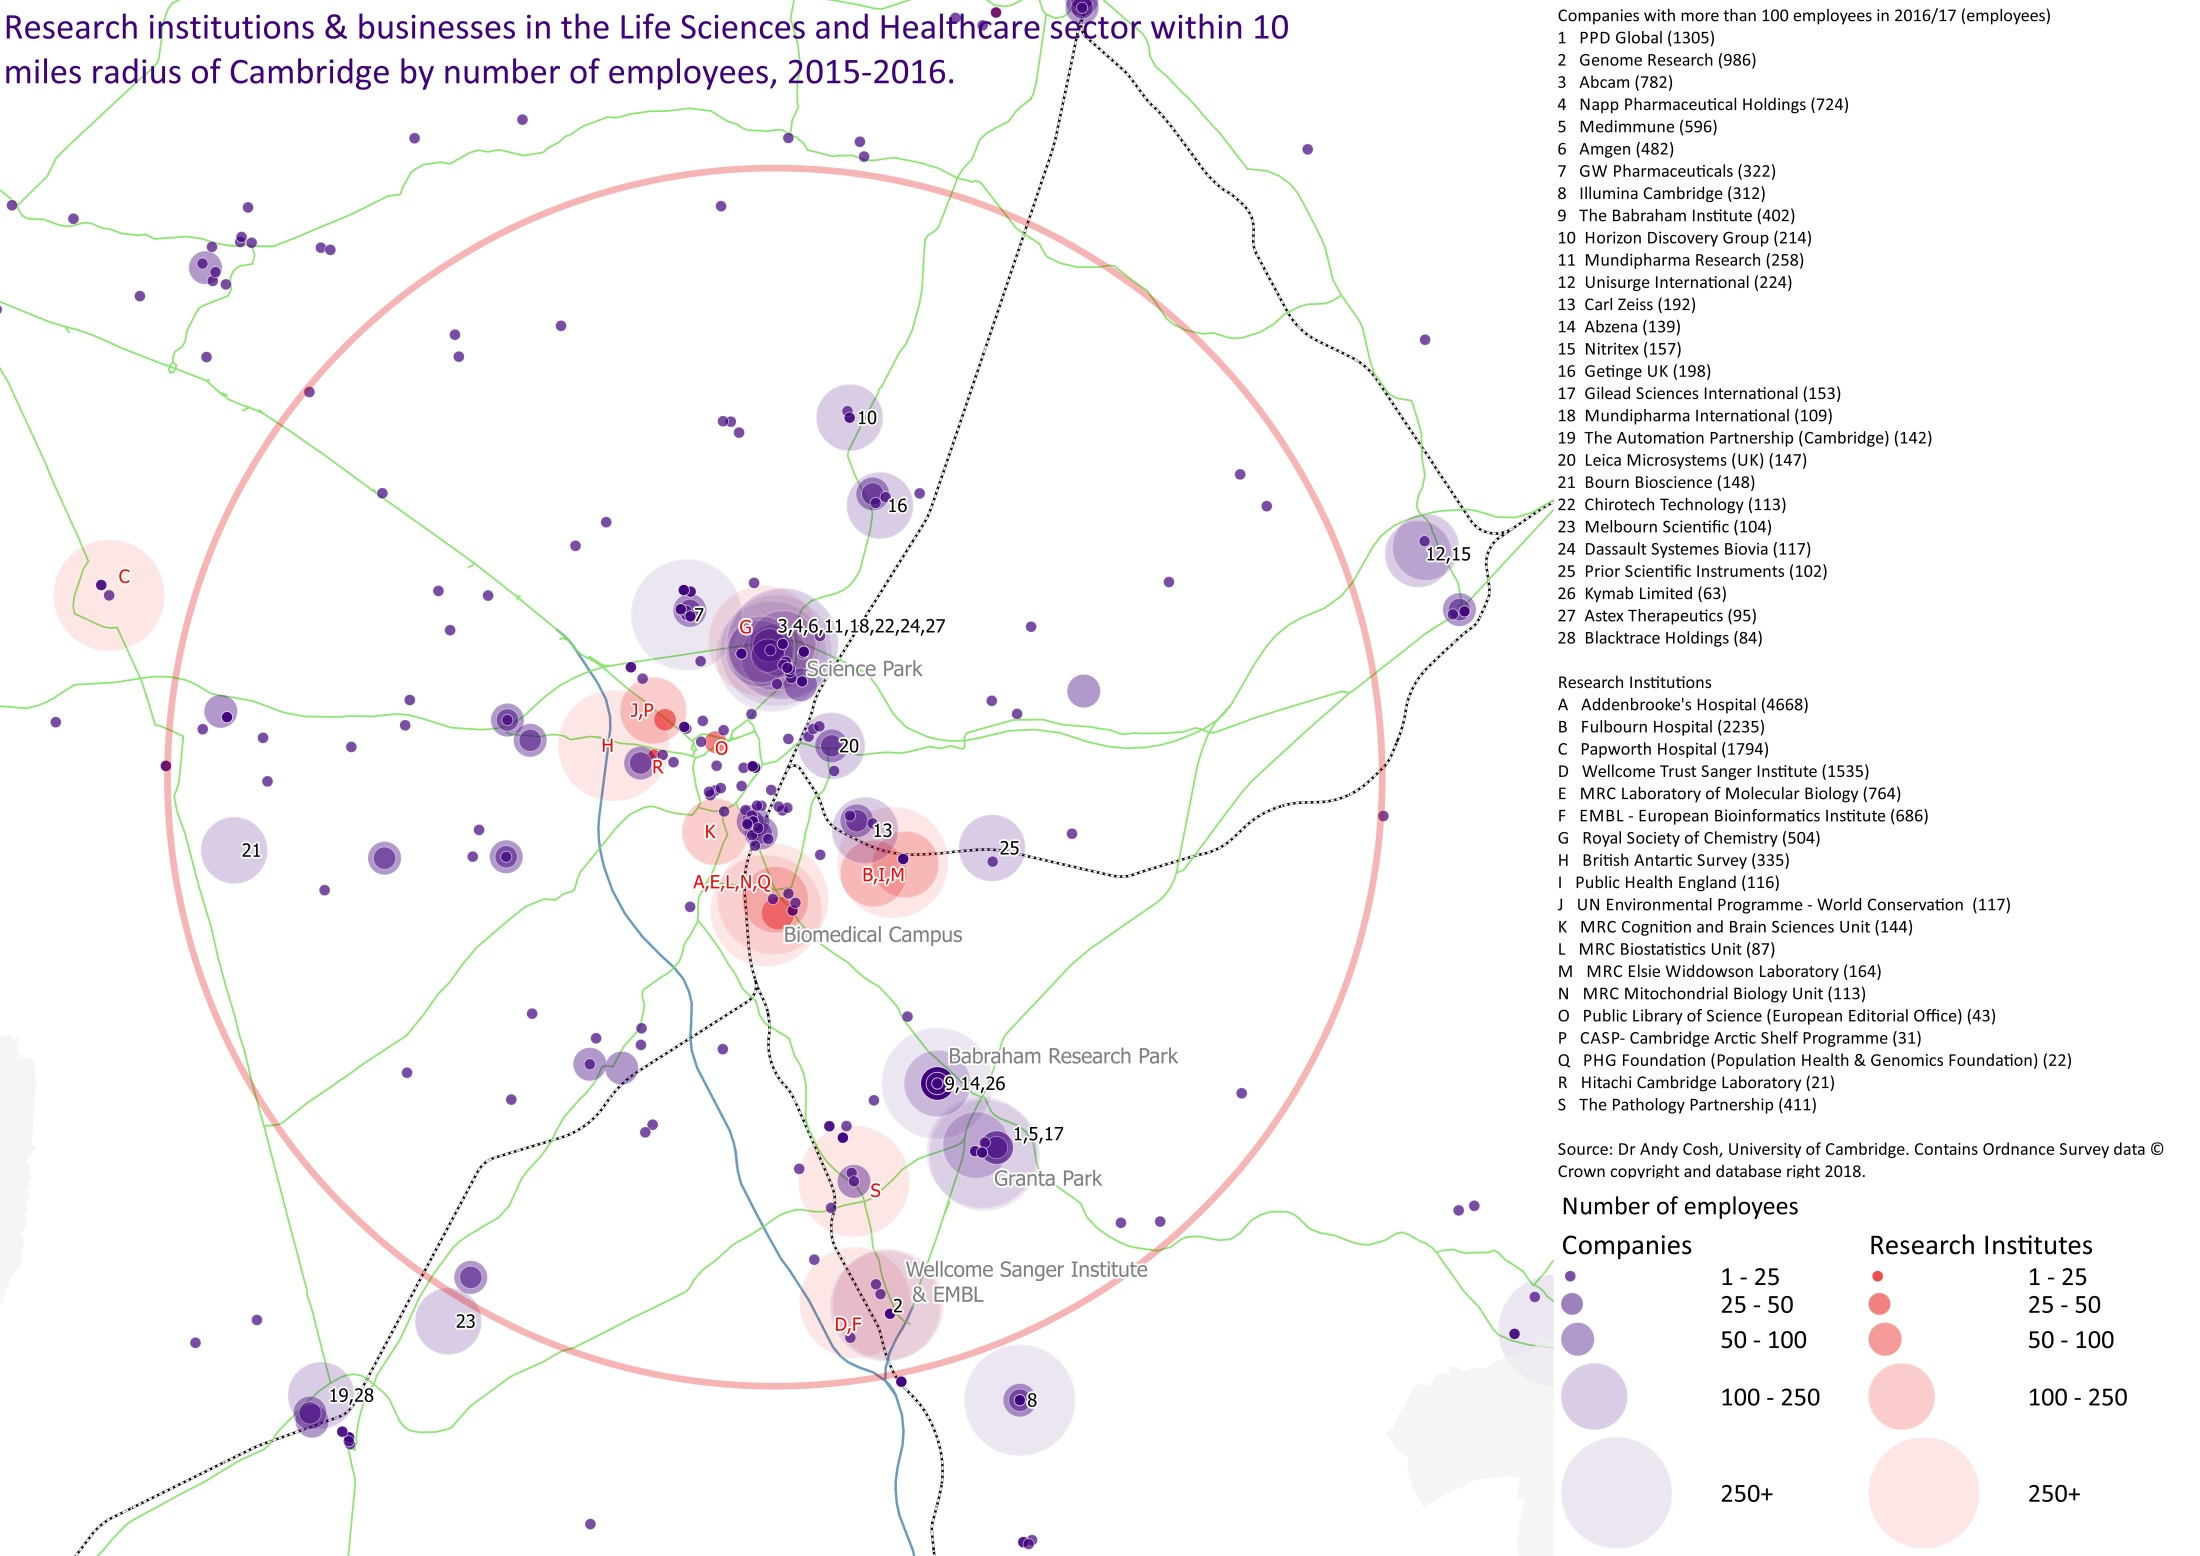 Research institutions & businesses in the Life Sciences and Healthcare sector within 10
miles radius of Cambridge by number of employees, 2015-2016.
10
16
12,15
C
7
G
3,4,6,11,18,22,24,27
Science Park
J,P
H
O
R
20
K
13
21
25
A,E,L,N,Q
B,I,M
Biomedical Campus
Babraham Research Park
9,14,26
1,5,17
Granta Park
S
Wellcome Sanger Institute
& EMBL
2
D,F
23
19,28
8
Companies with more than 100 employees in 2016/17 (employees)
1 PPD Global (1305)
2 Genome Research (986)
3 Abcam (782)
4 Napp Pharmaceutical Holdings (724)
5 Medimmune (596)
6 Amgen (482)
7 GW Pharmaceuticals (322)
8 Illumina Cambridge (312)
9 The Babraham Institute (402)
10 Horizon Discovery Group (214)
11 Mundipharma Research (258)
12 Unisurge International (224)
13 Carl Zeiss (192)
14 Abzena (139)
15 Nitritex (157)
16 Getinge UK (198)
17 Gilead Sciences International (153)
18 Mundipharma International (109)
19 The Automation Partnership (Cambridge) (142)
20 Leica Microsystems (UK) (147)
21 Bourn Bioscience (148)
22 Chirotech Technology (113)
23 Melbourn Scientific (104)
24 Dassault Systemes Biovia (117)
25 Prior Scientific Instruments (102)
26 Kymab Limited (63)
27 Astex Therapeutics (95)
28 Blacktrace Holdings (84)
Research Institutions
A Addenbrooke's Hospital (4668)
B Fulbourn Hospital (2235)
C Papworth Hospital (1794)
D Wellcome Trust Sanger Institute (1535)
E MRC Laboratory of Molecular Biology (764)
F EMBL - European Bioinformatics Institute (686)
G Royal Society of Chemistry (504)
H British Antartic Survey (335)
I Public Health England (116)
J UN Environmental Programme - World Conservation (117)
K MRC Cognition and Brain Sciences Unit (144)
L MRC Biostatistics Unit (87)
M MRC Elsie Widdowson Laboratory (164)
N MRC Mitochondrial Biology Unit (113)
O Public Library of Science (European Editorial Office) (43)
P CASP- Cambridge Arctic Shelf Programme (31)
Q PHG Foundation (Population Health & Genomics Foundation) (22)
R Hitachi Cambridge Laboratory (21)
S The Pathology Partnership (411)
Source: Dr Andy Cosh, University of Cambridge. Contains Ordnance Survey data ©
Crown copyright and database right 2018.
Number of employees
Companies Research Institutes
1 - 25 1 - 25
25 - 50 25 - 50
50 - 100 50 - 100
100 - 250 100 - 250
250+ 250+